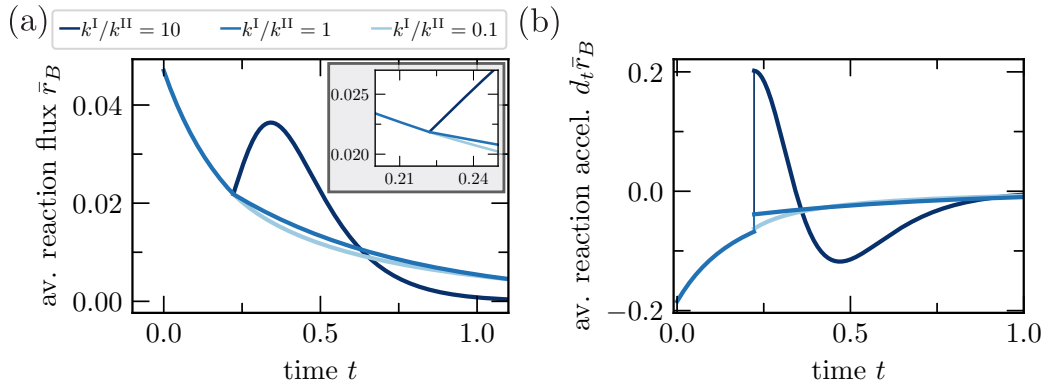 (a)
k^I/k^II = 10 k^I/k^II = 1 k^I/k^II = 0.1
av. reaction flux r̄_B
0.04
0.02
0.00
0.0 0.5 1.0
time t
0.025
0.020
0.21 0.24
(b)
av. reaction accel. d_t r̄_B
0.2
0.0
−0.2
0.0 0.5 1.0
time t